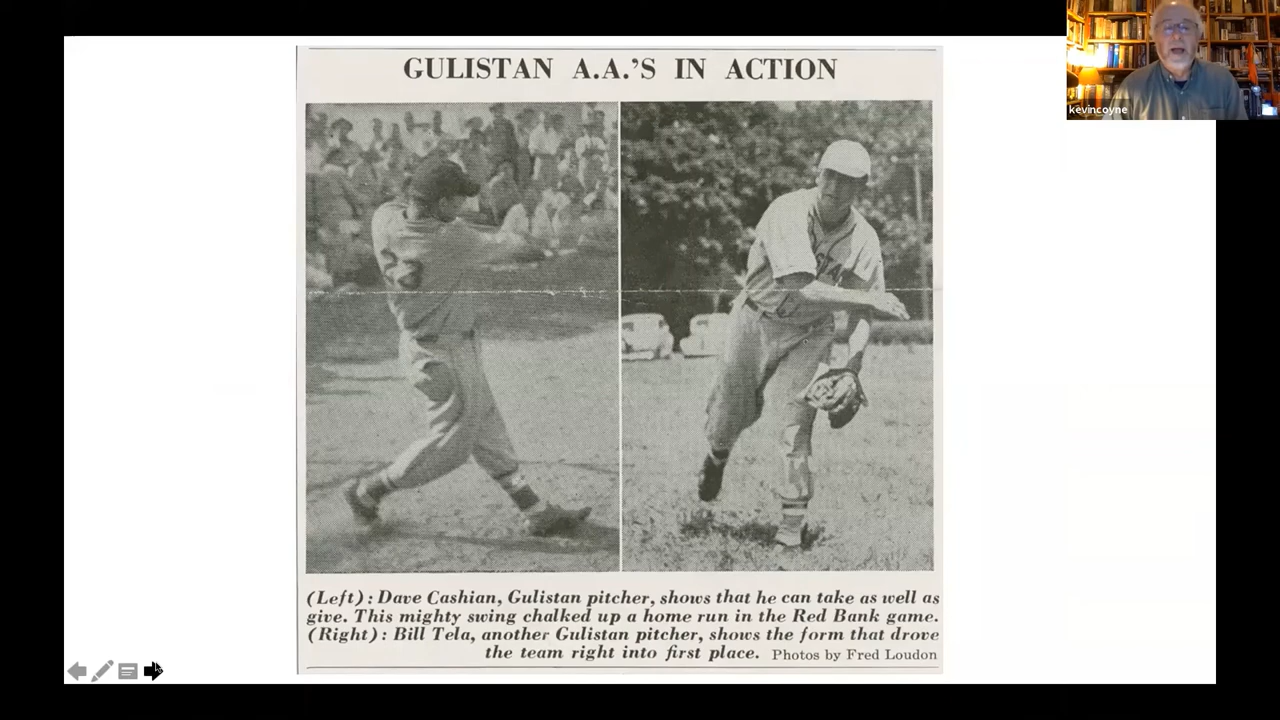 GULISTAN A.A.'S IN ACTION
kevincoyne
(Left): Dave Cashian, Gulistan pitcher, shows that he can take as well as
give. This mighty swing chalked up a home run in the Red Bank game.
(Right): Bill Tela, another Gulistan pitcher, shows the form that drove
the team right into first place. Photos by Fred Loudon